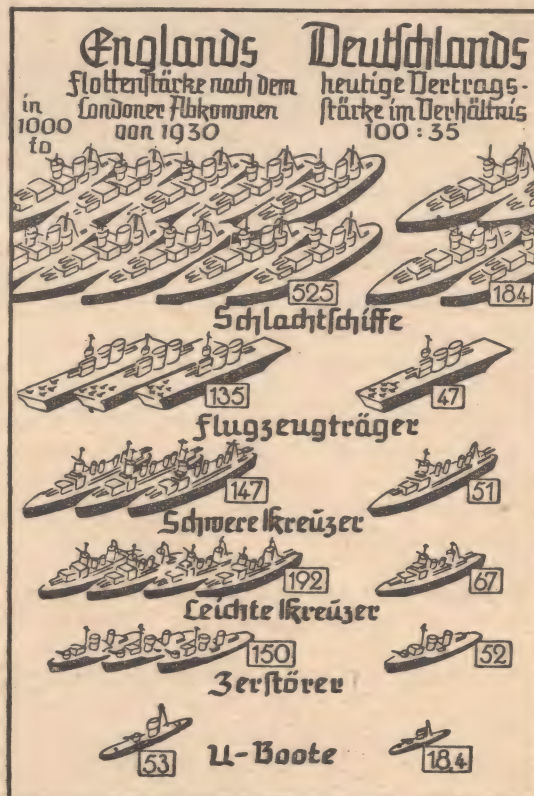 Englands
Flottenstärke nach dem
Londoner Abkommen
von 1930
Deutschlands
heutige Vertrags-
stärke im Verhältnis
100 : 35
in
1000
to
525
184
Schlachtschiffe
135
47
Flugzeugträger
147
51
Schwere Kreuzer
192
67
Leichte Kreuzer
150
52
Zerstörer
53
U-Boote
18,4